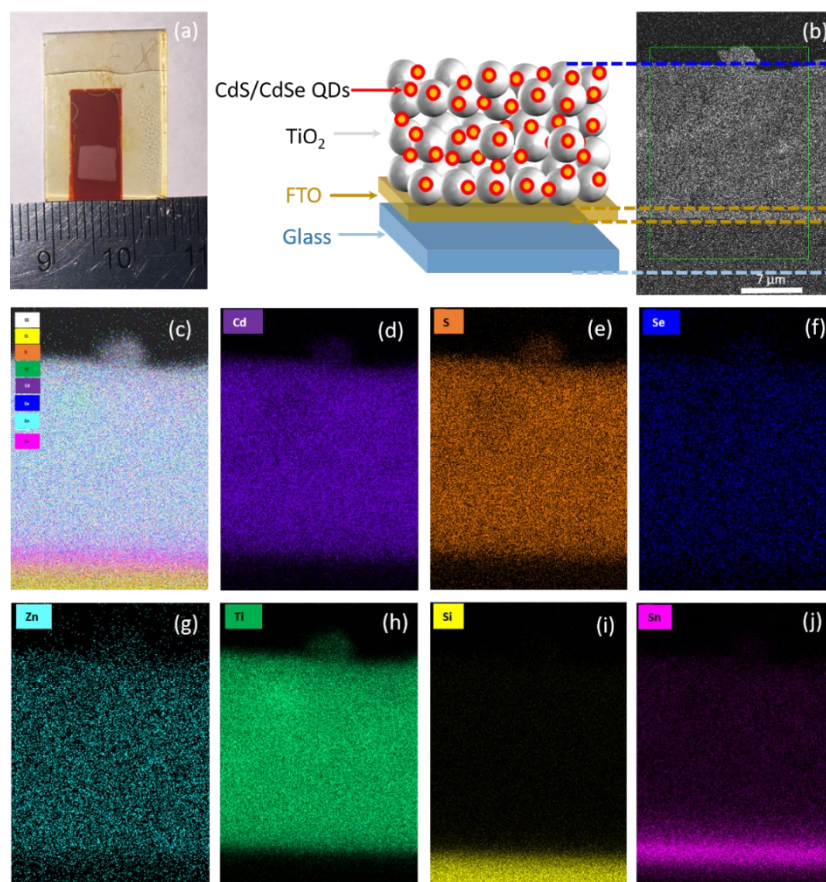 (a)
CdS/CdSe QDs
TiO₂
FTO
Glass
(b)
7 μm
9 10 11
(c)
Cd
(d)
S
(e)
Se
(f)
Zn
(g)
Ti
(h)
Si
(i)
Sn
(j)